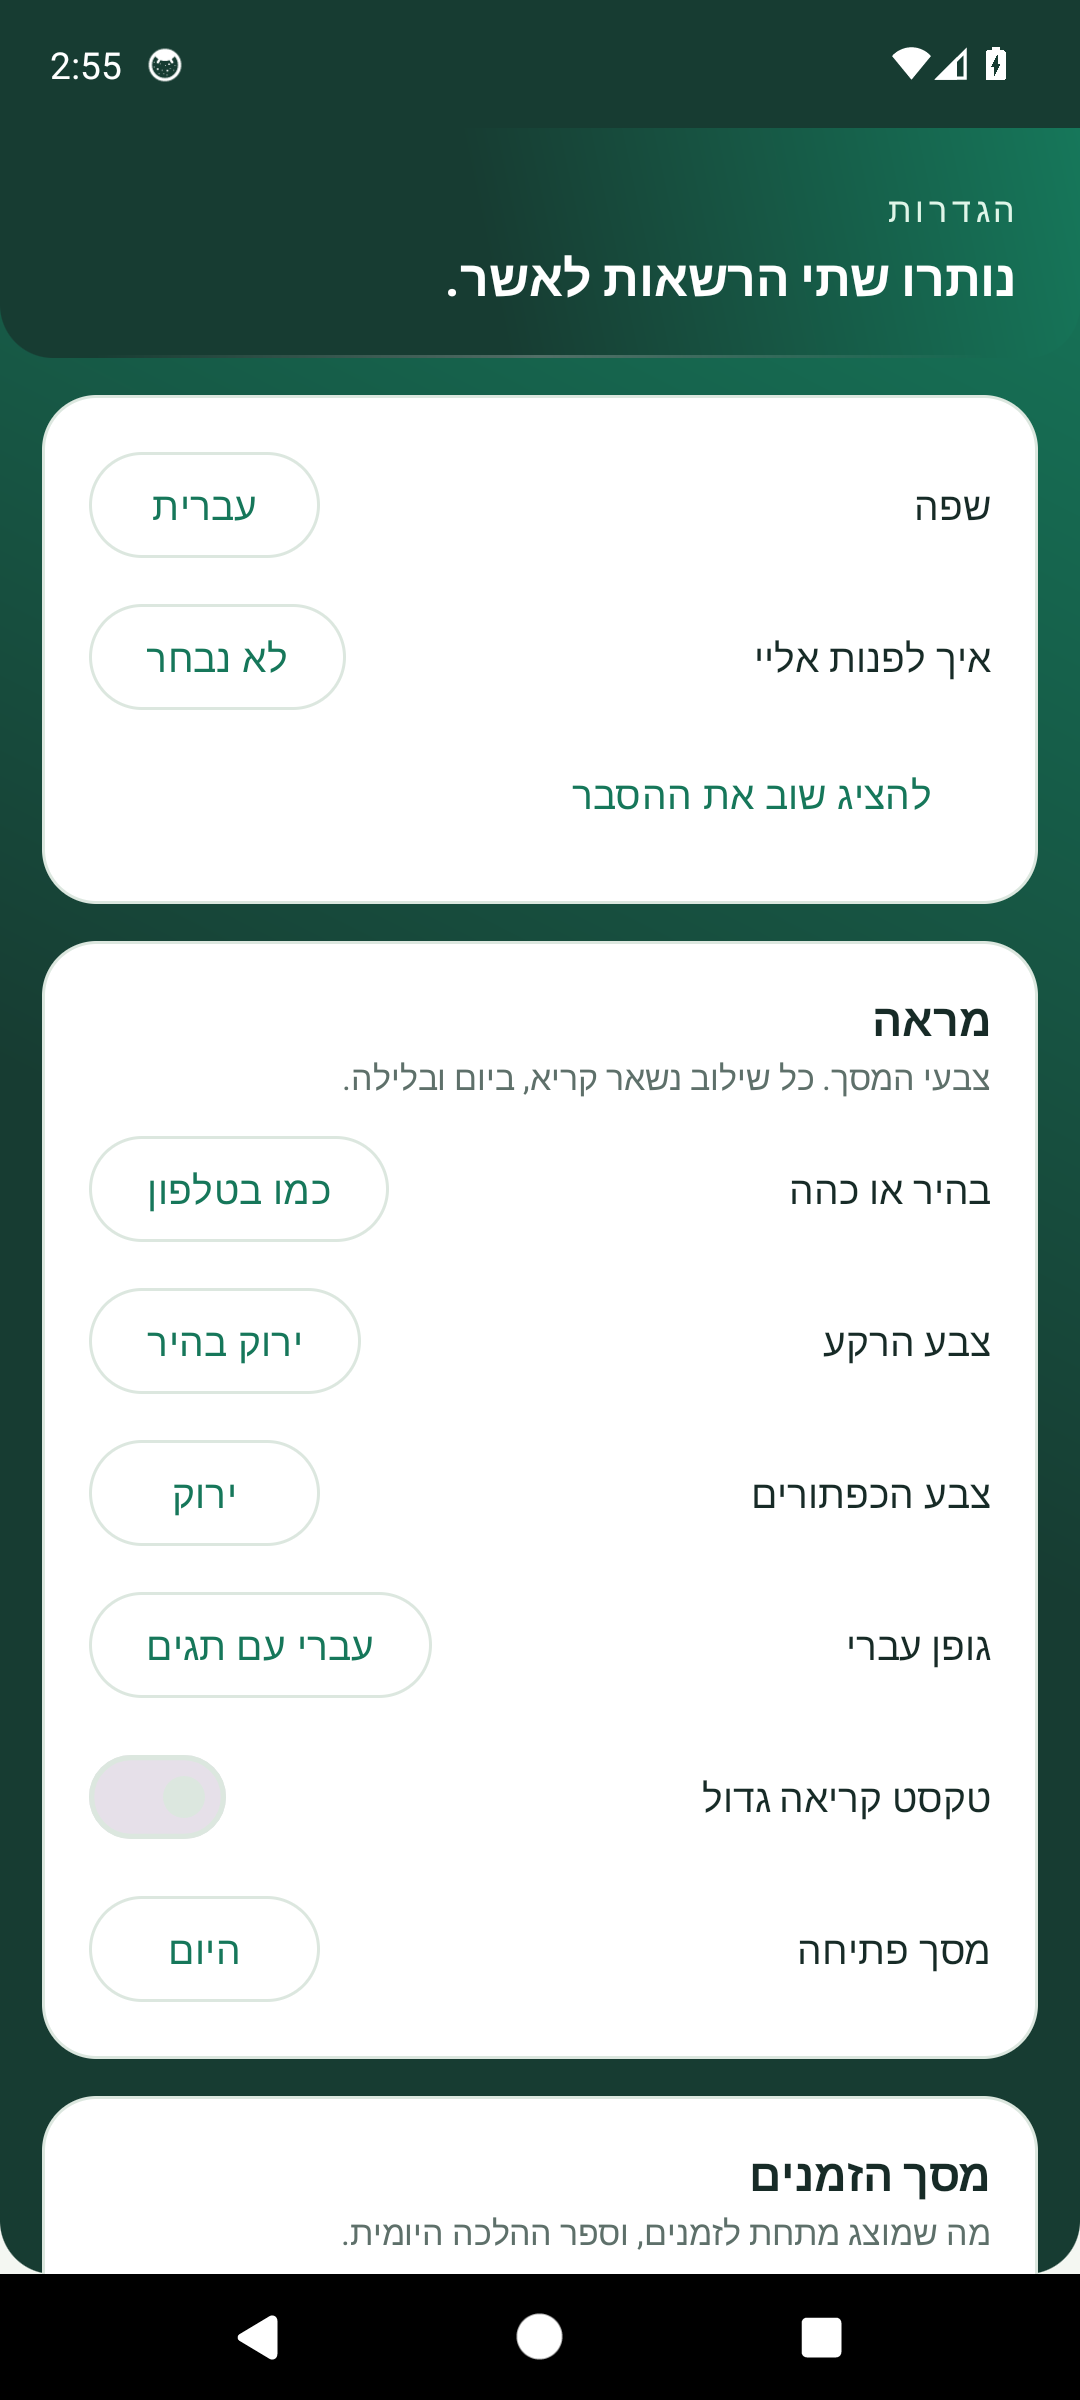 2:55
הגדרות
נותרו שתי הרשאות לאשר.
שפה
עברית
איך לפנות אליי
לא נבחר
להציג שוב את ההסבר
מראה
צבעי המסך. כל שילוב נשאר קריא, ביום ובלילה.
בהיר או כהה
כמו בטלפון
צבע הרקע
ירוק בהיר
צבע הכפתורים
ירוק
גופן עברי
עברי עם תגים
טקסט קריאה גדול
מסך פתיחה
היום
מסך הזמנים
מה שמוצג מתחת לזמנים, וספר ההלכה היומית.